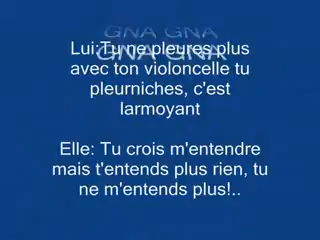 GNA GNA
Lui:Tu ne pleures plus
GNA GNA
avec ton violoncelle tu
pleurniches, c'est
larmoyant
Elle: Tu crois m'entendre
mais t'entends plus rien, tu
ne m'entends plus!..